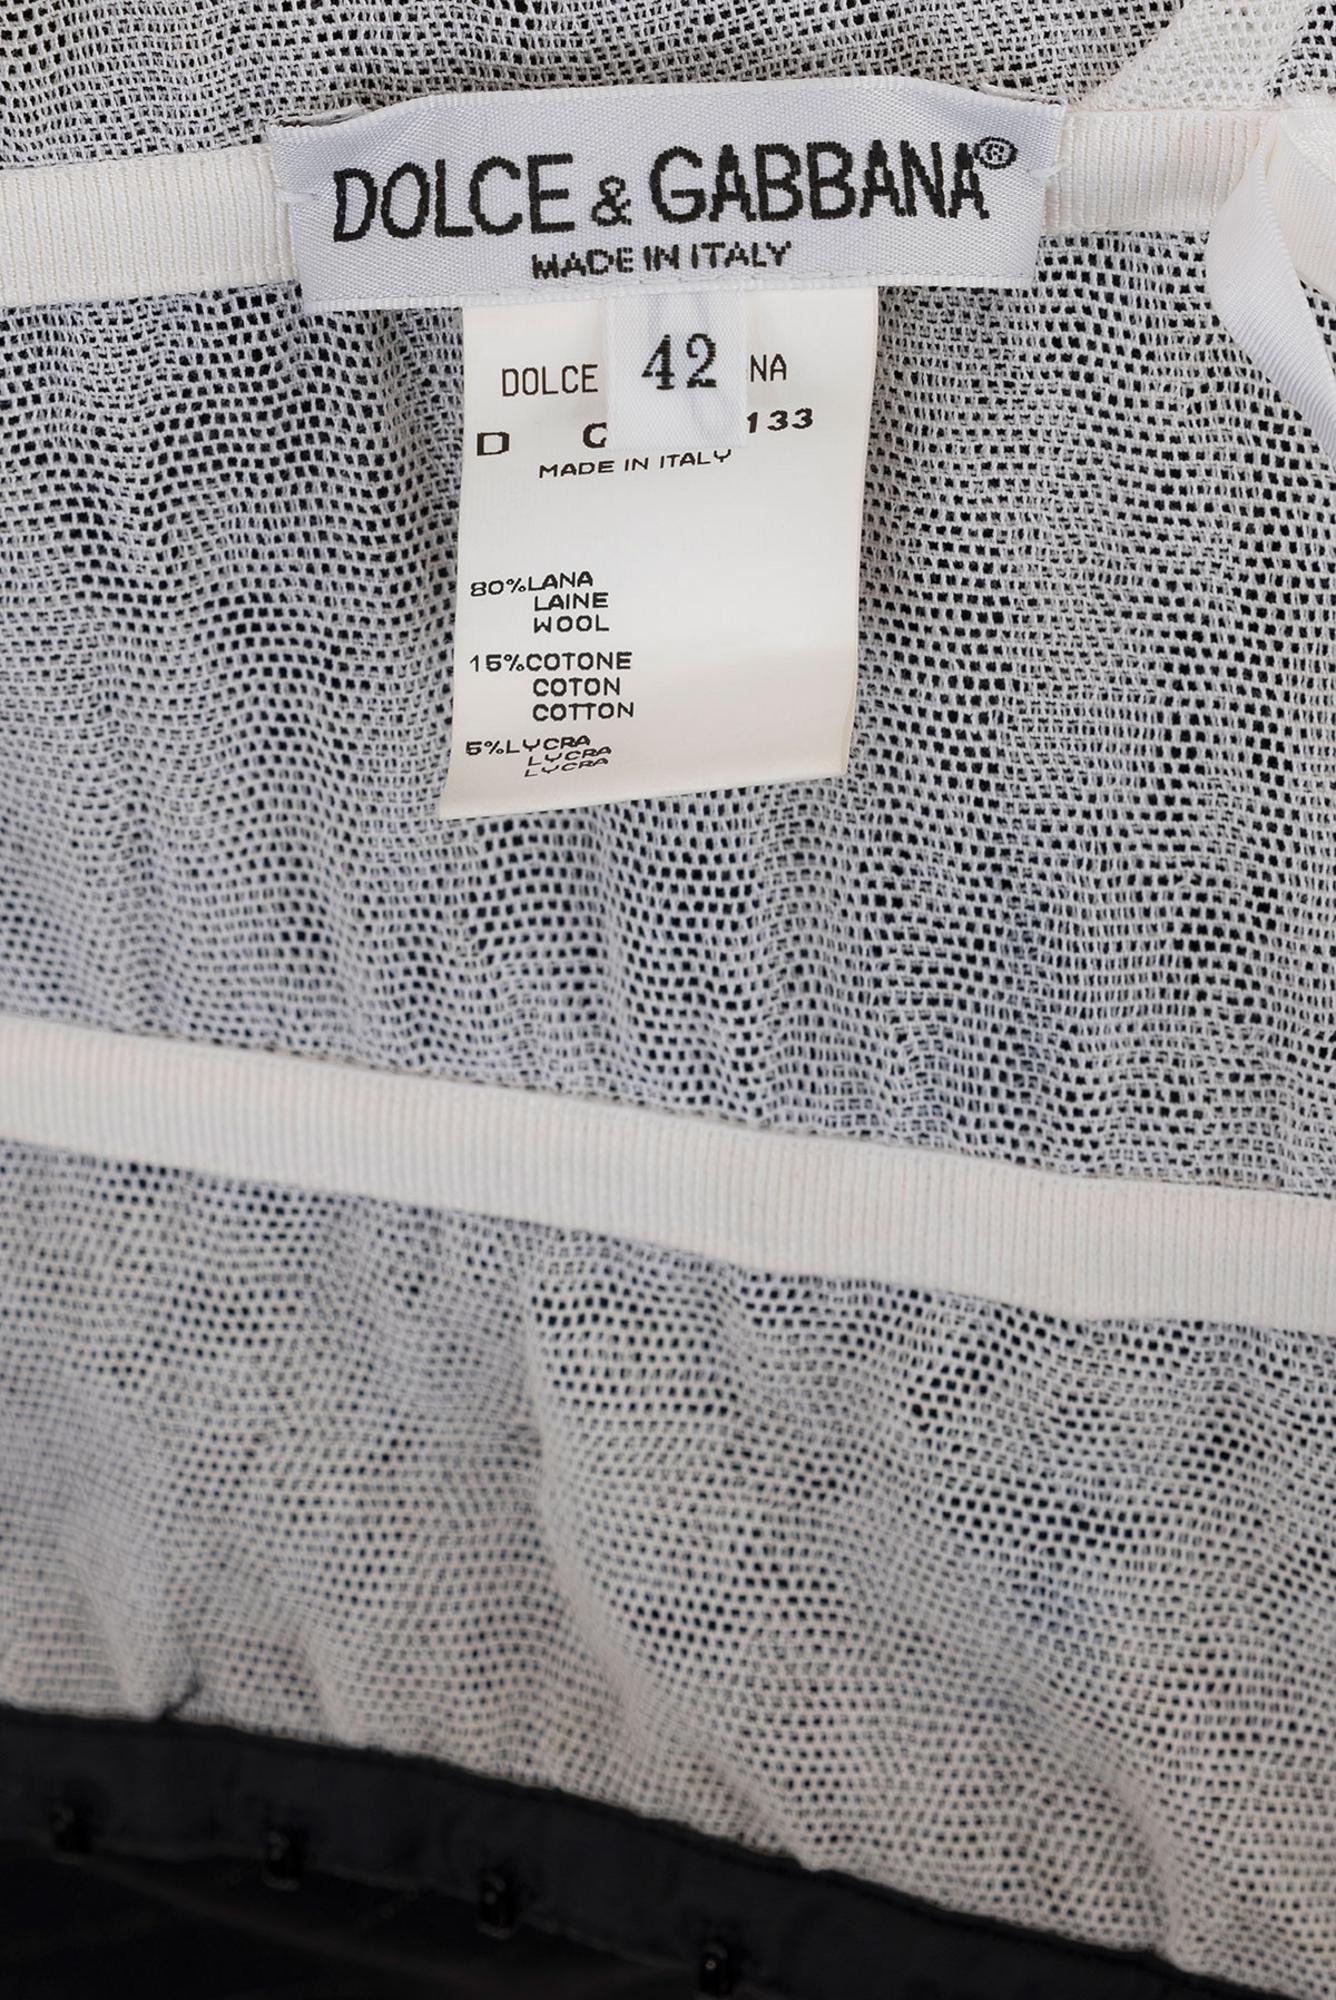 DOLCE & GABBANA®
MADE IN ITALY
42
DOLCE NA
D G 133
MADE IN ITALY
80%LANA
LAINE
WOOL
15%COTONE
COTON
COTTON
5%LYCRA
LYCRA
LYCRA